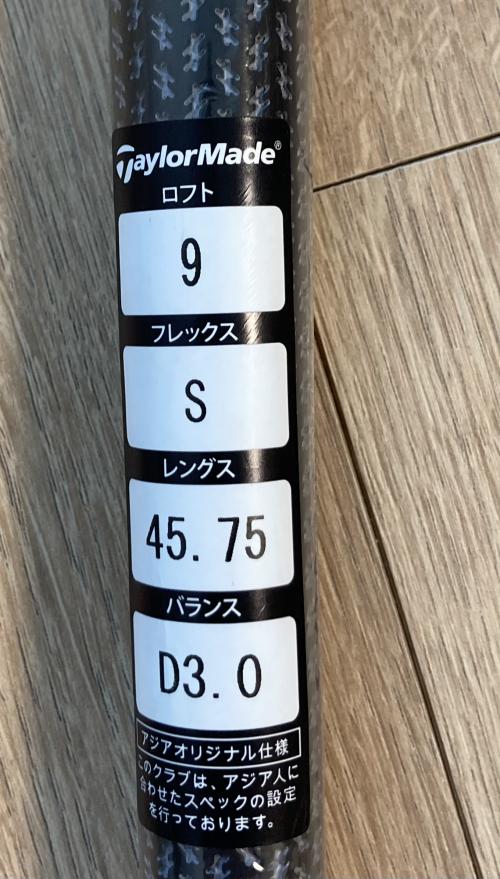 TaylorMade®
ロフト
9
フレックス
S
レングス
45.75
バランス
D3.0
アジアオリジナル仕様
このクラブは、アジア人に
合わせたスペックの設定
を行っております。